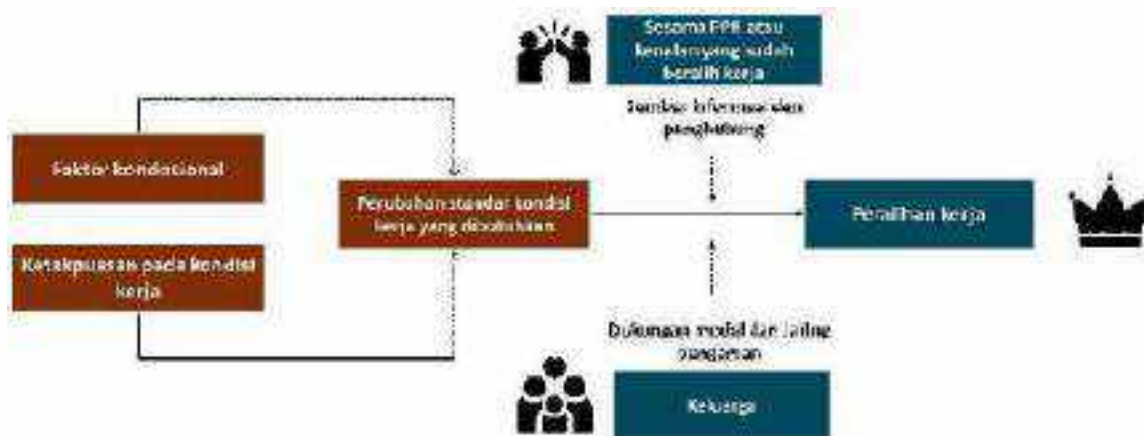 Sesama PPR atau
kenalan yang sudah
beralih kerja
Sumber informasi dan
penghubung
Faktor kondisional
Perubahan standar kondisi
kerja yang dibutuhkan
Peralihan kerja
Ketakpuasan pada kondisi
kerja
Dukungan modal dan jaring
pengaman
Keluarga